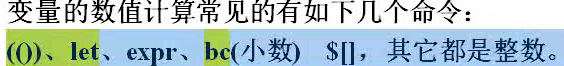 变量的数值计算常见的有如下几个命令：
(())、let、expr、bc(小数)　$[]，其它都是整数。